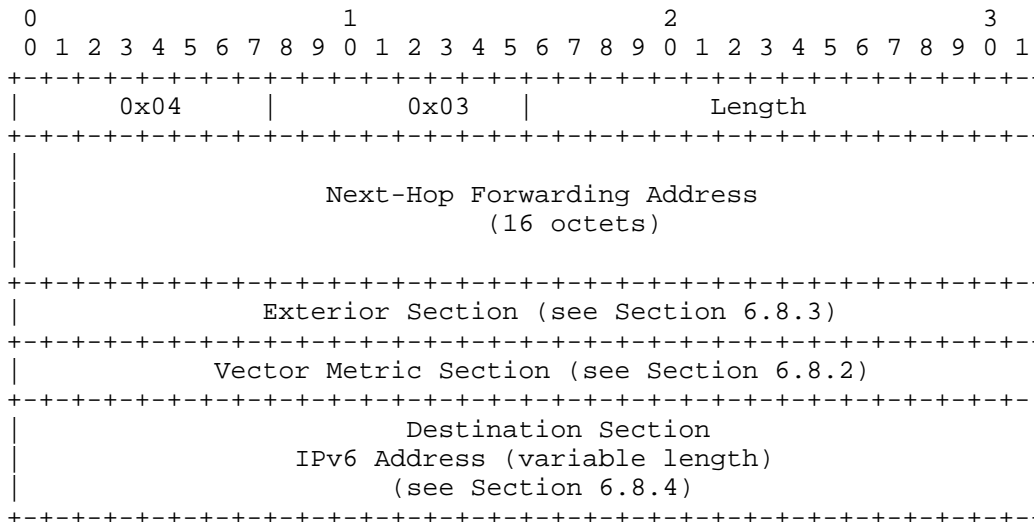 0                   1                   2                   3
 0 1 2 3 4 5 6 7 8 9 0 1 2 3 4 5 6 7 8 9 0 1 2 3 4 5 6 7 8 9 0 1
+-+-+-+-+-+-+-+-+-+-+-+-+-+-+-+-+-+-+-+-+-+-+-+-+-+-+-+-+-+-+-+-
|      0x04     |        0x03   |           Length
+-+-+-+-+-+-+-+-+-+-+-+-+-+-+-+-+-+-+-+-+-+-+-+-+-+-+-+-+-+-+-+-
|
|                   Next-Hop Forwarding Address
|                             (16 octets)
|
+-+-+-+-+-+-+-+-+-+-+-+-+-+-+-+-+-+-+-+-+-+-+-+-+-+-+-+-+-+-+-+-
|               Exterior Section (see Section 6.8.3)
+-+-+-+-+-+-+-+-+-+-+-+-+-+-+-+-+-+-+-+-+-+-+-+-+-+-+-+-+-+-+-+-
|            Vector Metric Section (see Section 6.8.2)
+-+-+-+-+-+-+-+-+-+-+-+-+-+-+-+-+-+-+-+-+-+-+-+-+-+-+-+-+-+-+-+-
|                        Destination Section
|                 IPv6 Address (variable length)
|                       (see Section 6.8.4)
+-+-+-+-+-+-+-+-+-+-+-+-+-+-+-+-+-+-+-+-+-+-+-+-+-+-+-+-+-+-+-+-